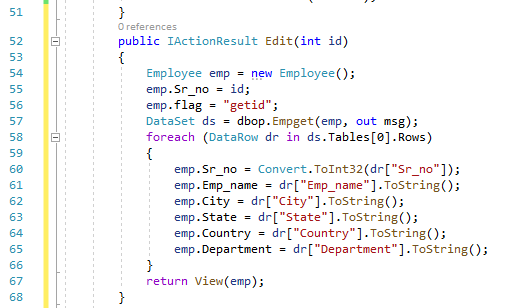 51 }
0 references
52 public IActionResult Edit(int id)
53 {
54 Employee emp = new Employee();
55 emp.Sr_no = id;
56 emp.flag = "getid";
57 DataSet ds = dbop.Empget(emp, out msg);
58 foreach (DataRow dr in ds.Tables[0].Rows)
59 {
60 emp.Sr_no = Convert.ToInt32(dr["Sr_no"]);
61 emp.Emp_name = dr["Emp_name"].ToString();
62 emp.City = dr["City"].ToString();
63 emp.State = dr["State"].ToString();
64 emp.Country = dr["Country"].ToString();
65 emp.Department = dr["Department"].ToString();
66 }
67 return View(emp);
68 }